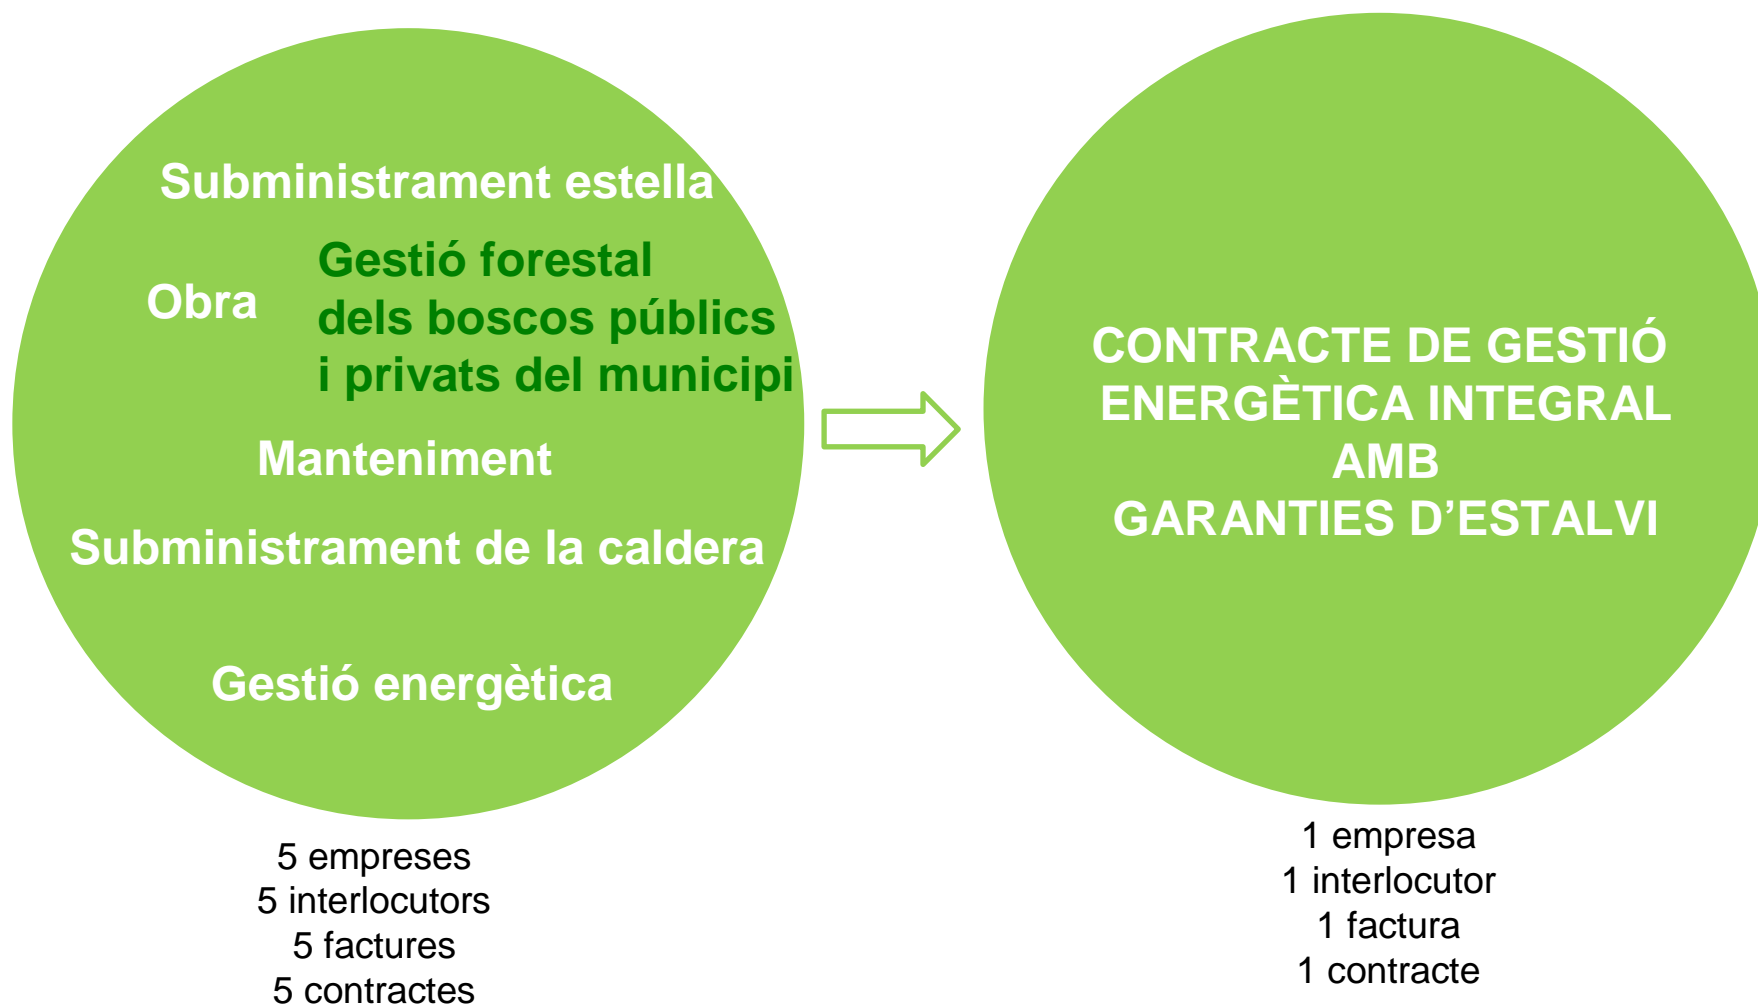 Subministrament estella
Obra
Gestió forestal
dels boscos públics
i privats del municipi
Manteniment
Subministrament de la caldera
Gestió energètica
5 empreses
5 interlocutors
5 factures
5 contractes
CONTRACTE DE GESTIÓ
ENERGÈTICA INTEGRAL
AMB
GARANTIES D’ESTALVI
1 empresa
1 interlocutor
1 factura
1 contracte